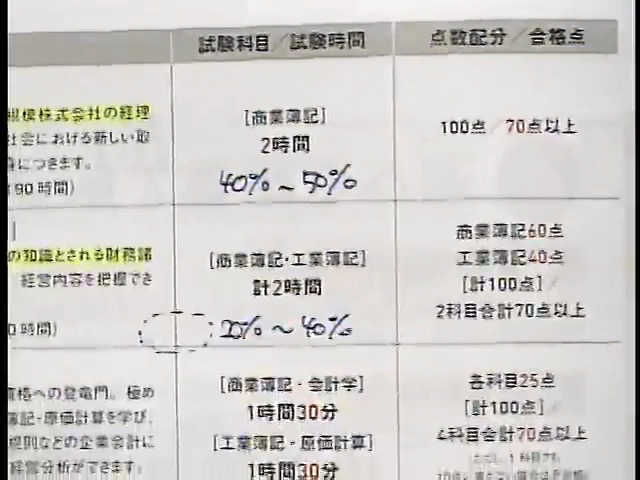 試験科目/試験時間
点数配分/合格点
規模株式会社の経理
社会における新しい取
につきます。
90時間)
[商業簿記]
2時間
40%~50%
100点/70点以上
の知識とされる財務諸
経営内容を把握でき
0時間)
[商業簿記・工業簿記]
計2時間
20%~40%
商業簿記60点
工業簿記40点
[計100点]/
2科目合計70点以上
資格への登竜門。極め
簿記・原価計算を学び、
規則などの企業会計に
経営分析ができます。
[商業簿記・会計学]
1時間30分
[工業簿記・原価計算]
1時間30分
各科目25点
[計100点]/
4科目合計70点以上